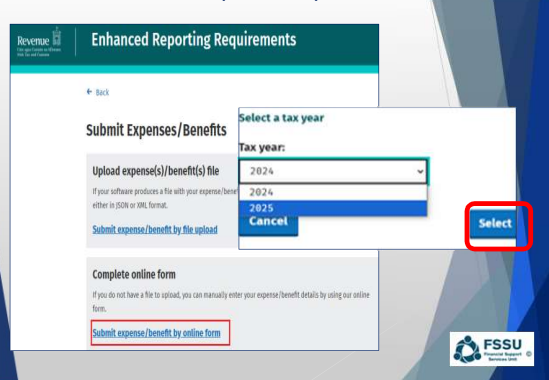 Revenue
Enhanced Reporting Requirements
← Back
Submit Expenses/Benefits
Upload expense(s)/benefit(s) file
If your software produces a file with your expense/bene
either in JSON or XML format.
Submit expense/benefit by file upload
Select a tax year
Tax year:
2024
2024
2025
Cancel
Select
Complete online form
If you do not have a file to upload, you can manually enter your expense/benefit details by using our online
form.
Submit expense/benefit by online form
FSSU
Financial Support
Services Unit
©